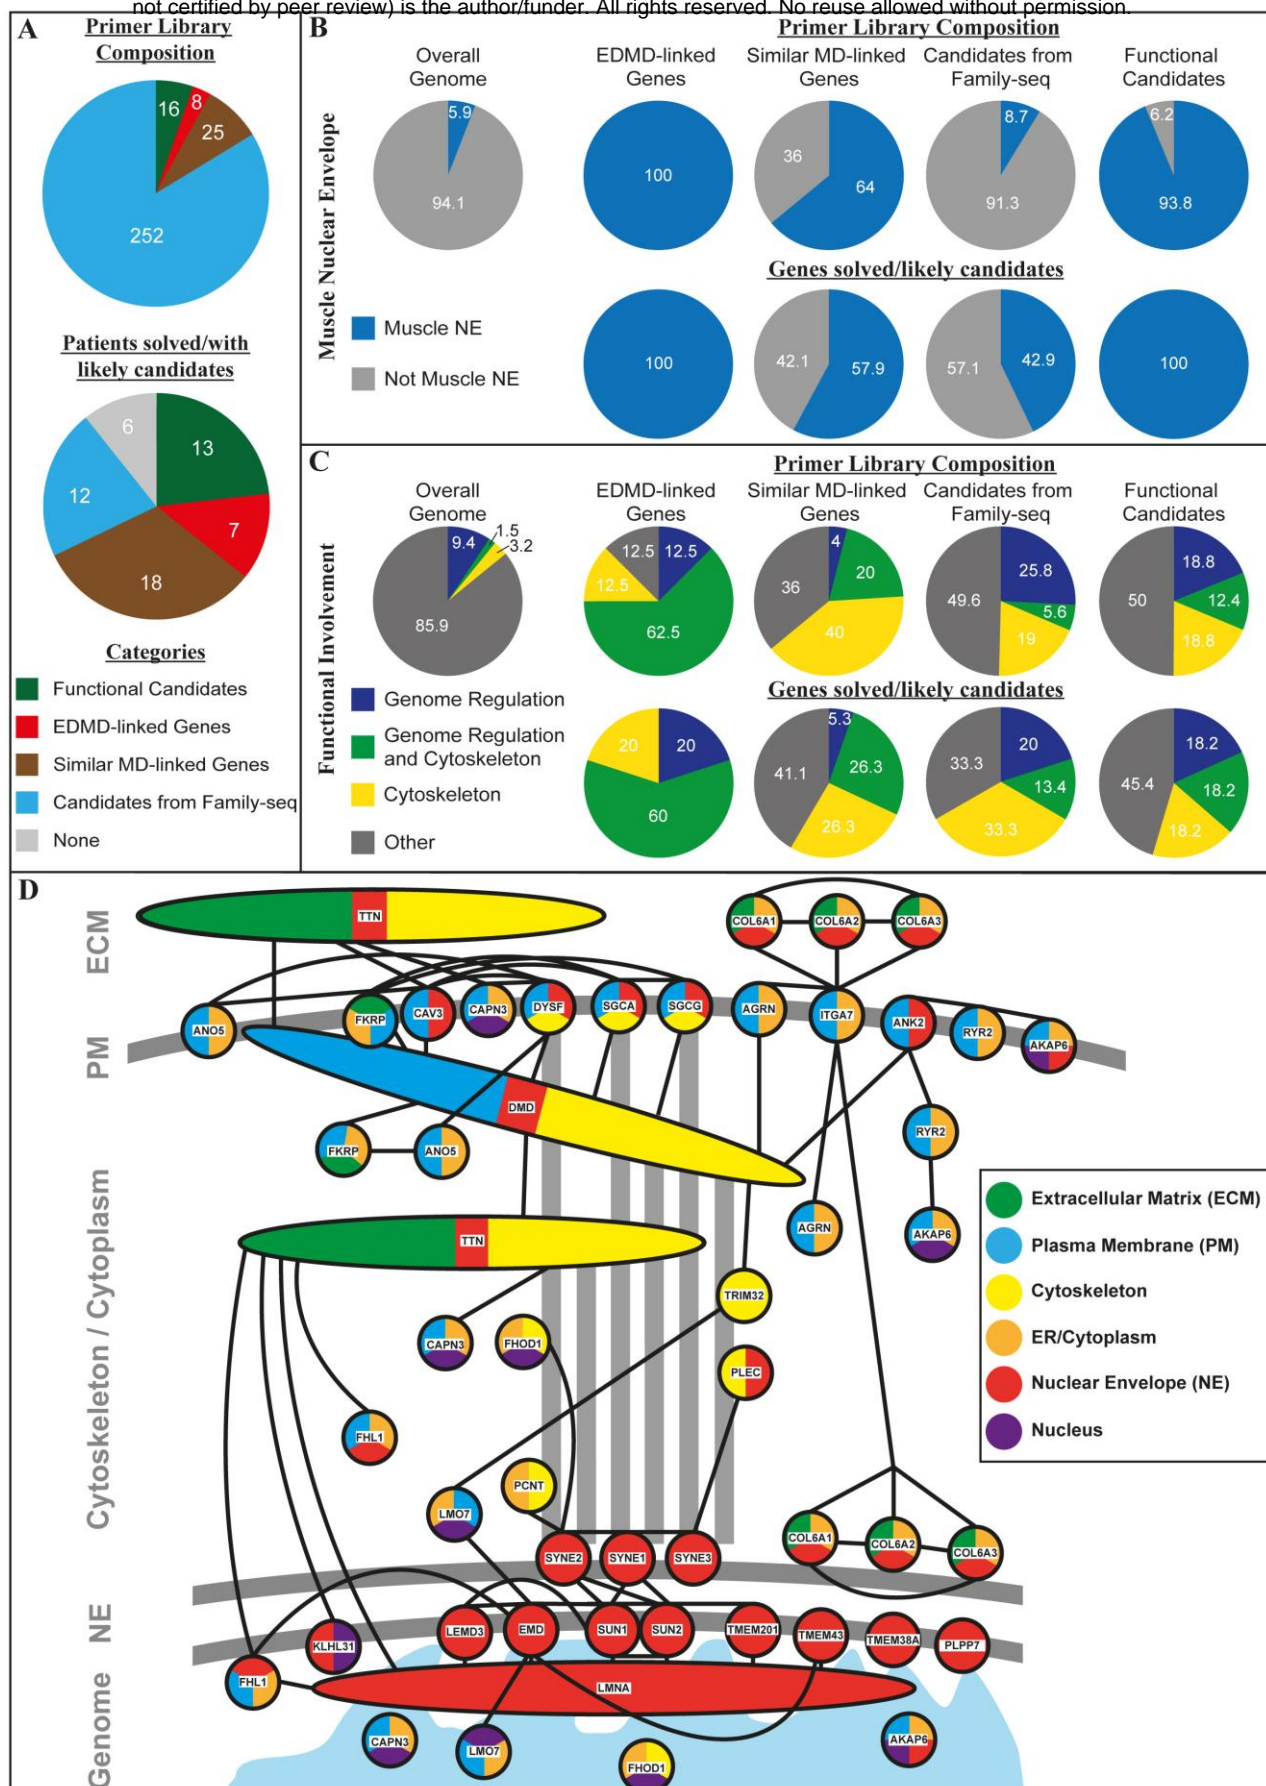 not certified by peer review) is the author/funder. All rights reserved. No reuse allowed without permission.
A
Primer Library
Composition
16
8
25
252
Patients solved/with
likely candidates
6
13
12
7
18
Categories
Functional Candidates
EDMD-linked Genes
Similar MD-linked Genes
Candidates from Family-seq
None
B
Primer Library Composition
Muscle Nuclear Envelope
Overall
Genome
EDMD-linked
Genes
Similar MD-linked
Genes
Candidates from
Family-seq
Functional
Candidates
5.9
94.1
100
36
64
8.7
91.3
6.2
93.8
Genes solved/likely candidates
Muscle NE
Not Muscle NE
100
42.1
57.9
57.1
42.9
100
C
Primer Library Composition
Functional Involvement
Overall
Genome
EDMD-linked
Genes
Similar MD-linked
Genes
Candidates from
Family-seq
Functional
Candidates
9.4
1.5
3.2
85.9
12.5
12.5
12.5
62.5
4
20
36
40
25.8
49.6
5.6
19
18.8
50
12.4
18.8
Genes solved/likely candidates
Genome Regulation
Genome Regulation
and Cytoskeleton
Cytoskeleton
Other
20
20
60
5.3
41.1
26.3
26.3
20
33.3
13.4
33.3
18.2
45.4
18.2
18.2
D
ECM
PM
Cytoskeleton / Cytoplasm
NE
Genome
TTN
COL6A1
COL6A2
COL6A3
ANO5
FKRP
CAV3
CAPN3
DYSF
SGCA
SGCG
AGRN
ITGA7
ANK2
RYR2
AKAP6
DMD
FKRP
ANO5
RYR2
AGRN
AKAP6
TTN
TRIM32
CAPN3
FHOD1
PLEC
FHL1
PCNT
LMO7
COL6A1
COL6A2
COL6A3
SYNE2
SYNE1
SYNE3
KLHL31
LEMD3
EMD
SUN1
SUN2
TMEM201
TMEM43
TMEM38A
PLPP7
FHL1
LMNA
CAPN3
LMO7
FHOD1
AKAP6
Extracellular Matrix (ECM)
Plasma Membrane (PM)
Cytoskeleton
ER/Cytoplasm
Nuclear Envelope (NE)
Nucleus